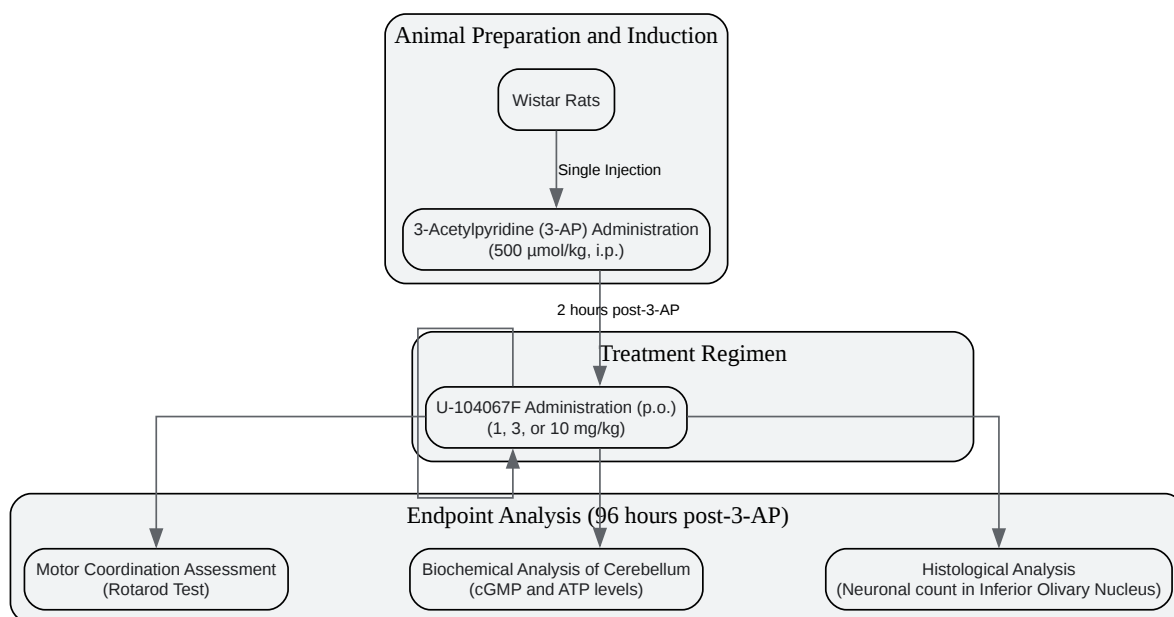 Animal Preparation and Induction
Wistar Rats
Single Injection
3-Acetylpyridine (3-AP) Administration
(500 µmol/kg, i.p.)
2 hours post-3-AP
Treatment Regimen
U-104067F Administration (p.o.)
(1, 3, or 10 mg/kg)
Endpoint Analysis (96 hours post-3-AP)
Motor Coordination Assessment
(Rotarod Test)
Biochemical Analysis of Cerebellum
(cGMP and ATP levels)
Histological Analysis
(Neuronal count in Inferior Olivary Nucleus)